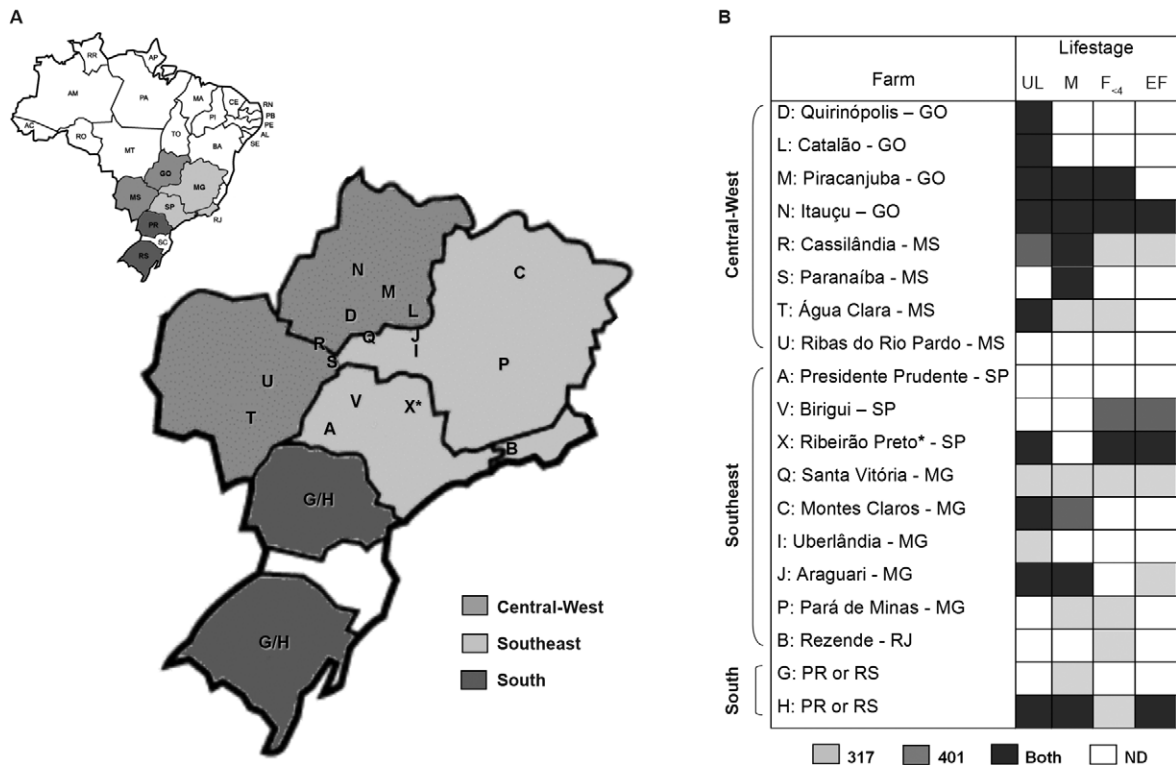 A
RR
AP
AM
PA
MA
CE
RN
PB
PE
AL
SE
PI
AC
RO
TO
MT
BA
GO
MG
MS
SP
RJ
PR
SC
RS
N
M
C
D
L
J
Q
I
R
S
P
U
V
X*
T
A
B
G/H
G/H
Central-West
Southeast
South
B
Farm
Lifestage
UL M F<4 EF
Central-West
D: Quirinópolis – GO
L: Catalão - GO
M: Piracanjuba - GO
N: Itauçu – GO
R: Cassilândia - MS
S: Paranaíba - MS
T: Água Clara - MS
U: Ribas do Rio Pardo - MS
Southeast
A: Presidente Prudente - SP
V: Birigui – SP
X: Ribeirão Preto* - SP
Q: Santa Vitória - MG
C: Montes Claros - MG
I: Uberlândia - MG
J: Araguari - MG
P: Pará de Minas - MG
B: Rezende - RJ
South
G: PR or RS
H: PR or RS
317 401 Both ND